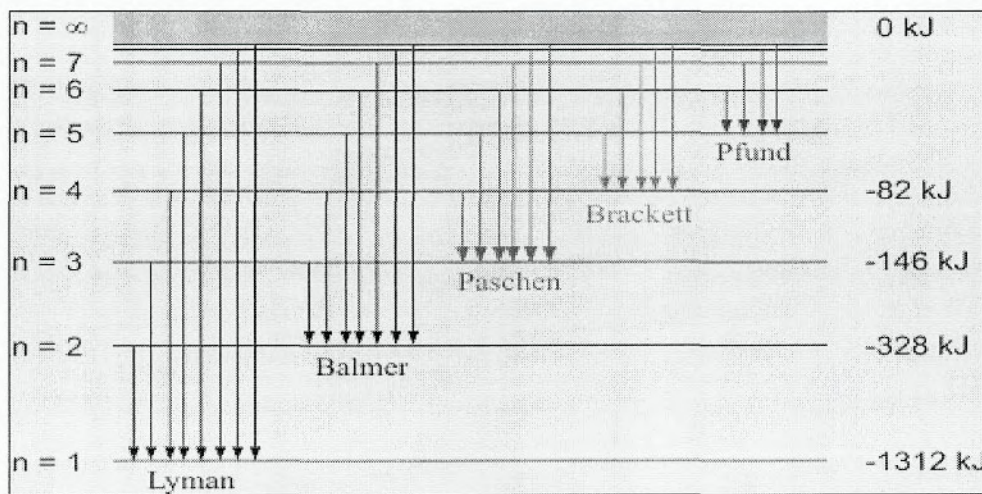 n = ∞ 0 kJ
n = 7
n = 6
n = 5
Pfund
n = 4 -82 kJ
Brackett
n = 3 -146 kJ
Paschen
n = 2 -328 kJ
Balmer
n = 1 -1312 kJ
Lyman